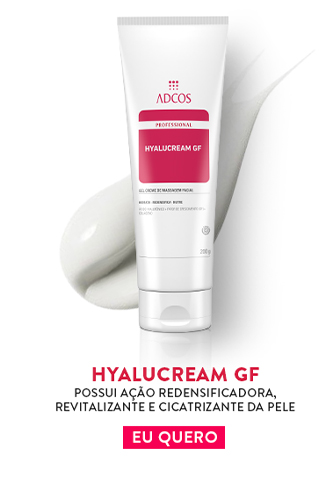 ADCOS
PROFESSIONAL
HYALUCREAM GF
GEL CREME DE MASSAGEM FACIAL
200 g
HYALUCREAM GF
POSSUI AÇÃO REDENSIFICADORA,
REVITALIZANTE E CICATRIZANTE DA PELE
EU QUERO